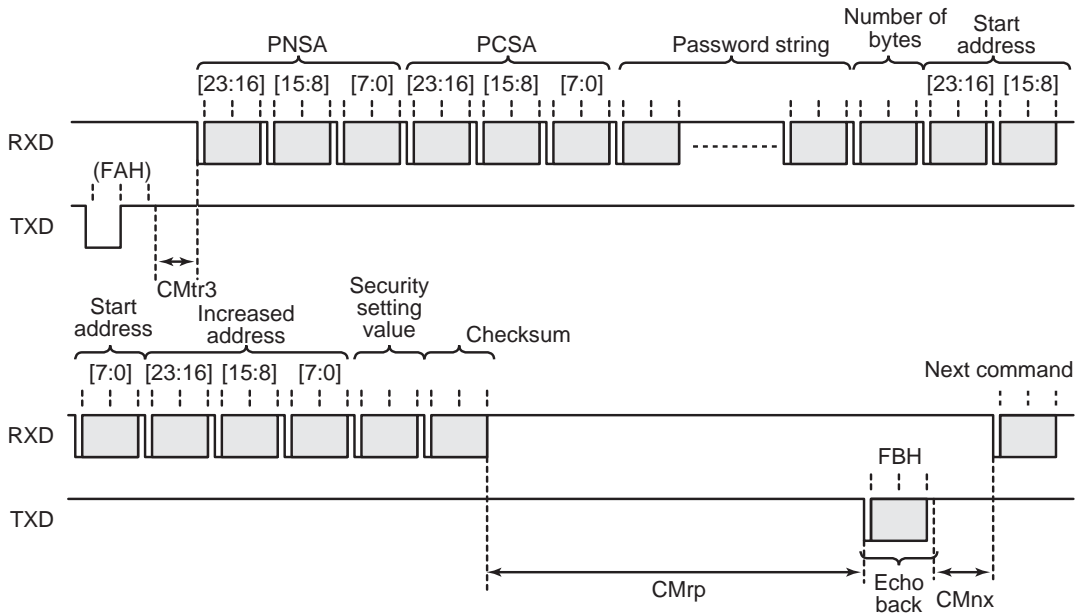 PNSA PCSA Password string Number of bytes Start address
[23:16] [15:8] [7:0] [23:16] [15:8] [7:0] [23:16] [15:8]
RXD
(FAH)
TXD
CMtr3
Start address Increased address Security setting value Checksum
[7:0] [23:16] [15:8] [7:0] Next command
RXD
FBH
TXD
CMrp Echo back CMnx